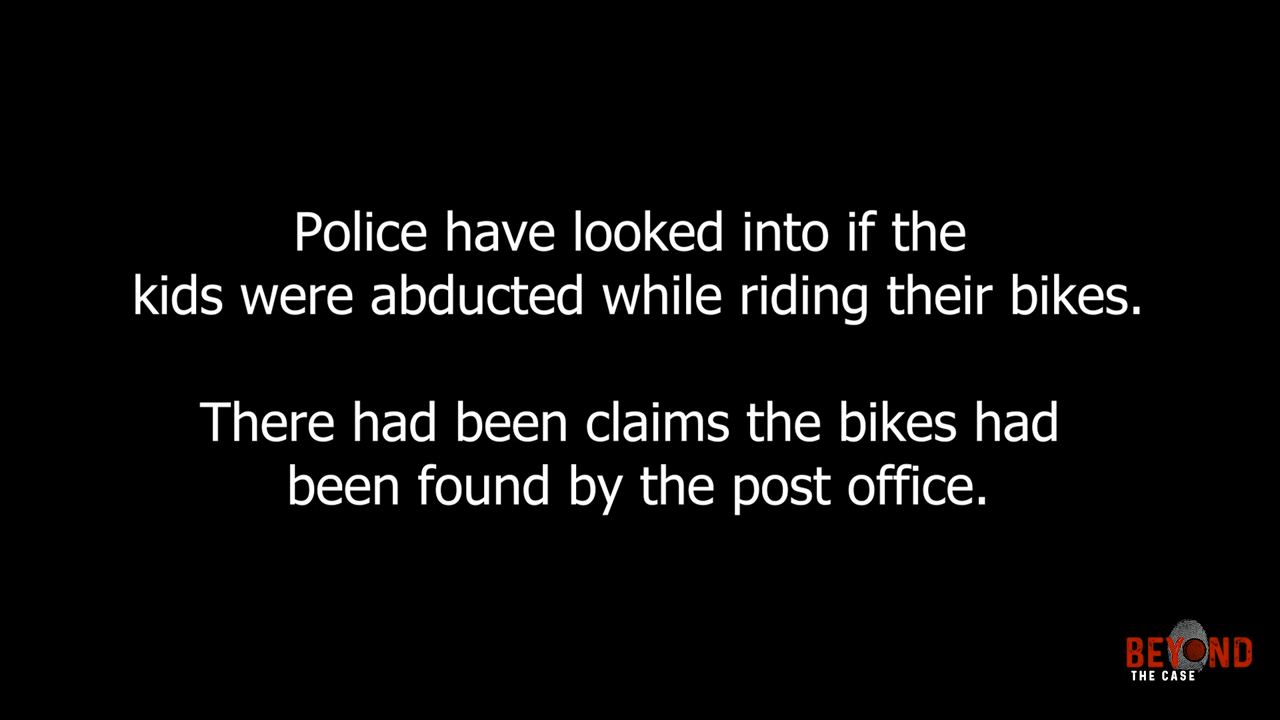 Police have looked into if the
kids were abducted while riding their bikes.
There had been claims the bikes had
been found by the post office.
BEYOND
THE CASE